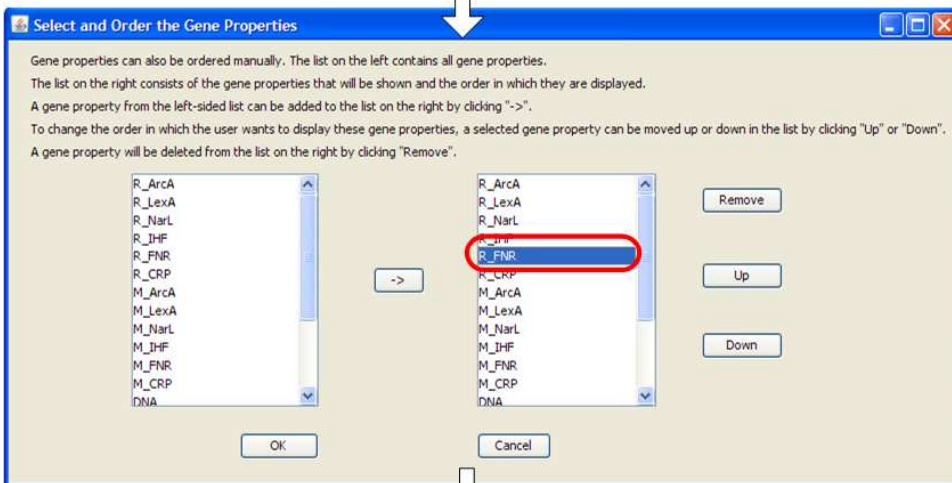 Select and Order the Gene Properties
Gene properties can also be ordered manually. The list on the left contains all gene properties.
The list on the right consists of the gene properties that will be shown and the order in which they are displayed.
A gene property from the left-sided list can be added to the list on the right by clicking "->".
To change the order in which the user wants to display these gene properties, a selected gene property can be moved up or down in the list by clicking "Up" or "Down".
A gene property will be deleted from the list on the right by clicking "Remove".
R_ArcA
R_LexA
R_NarL
R_IHF
R_FNR
R_CRP
M_ArcA
M_LexA
M_NarL
M_IHF
M_FNR
M_CRP
DNA
->
R_ArcA
R_LexA
R_NarL
R_IHF
R_FNR
R_CRP
M_ArcA
M_LexA
M_NarL
M_IHF
M_FNR
M_CRP
DNA
Remove
Up
Down
OK
Cancel